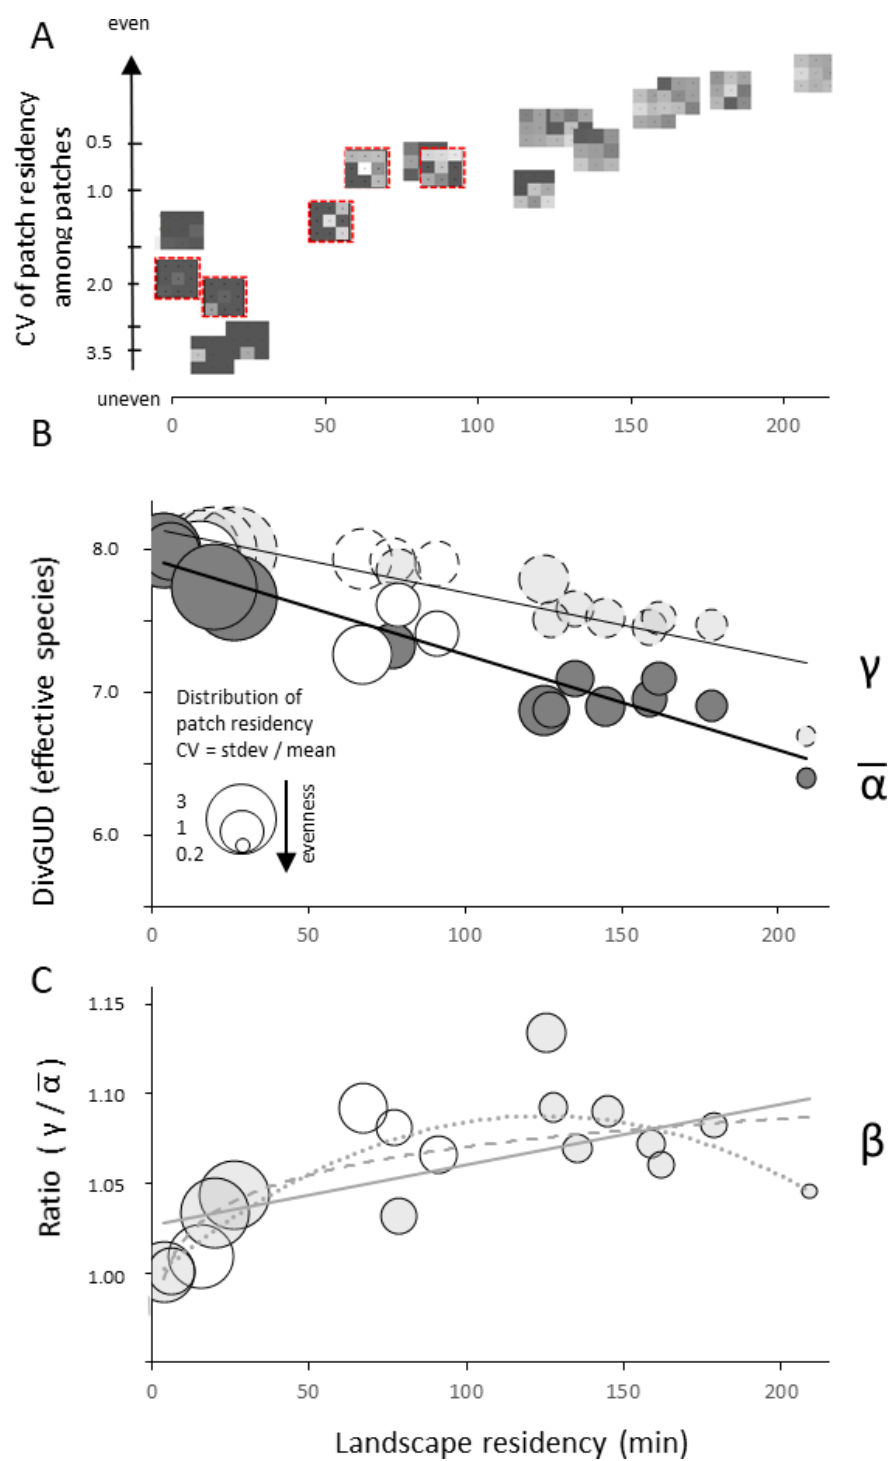 A
even
CV of patch residency
among patches
0.5
1.0
2.0
3.5
uneven
0 50 100 150 200
B
DivGUD (effective species)
8.0
7.0
6.0
Distribution of
patch residency
CV = stdev / mean
3
1
0.2
evenness
γ
α
0 50 100 150 200
C
Ratio ( γ / α )
1.15
1.10
1.05
1.00
β
0 50 100 150 200
Landscape residency (min)